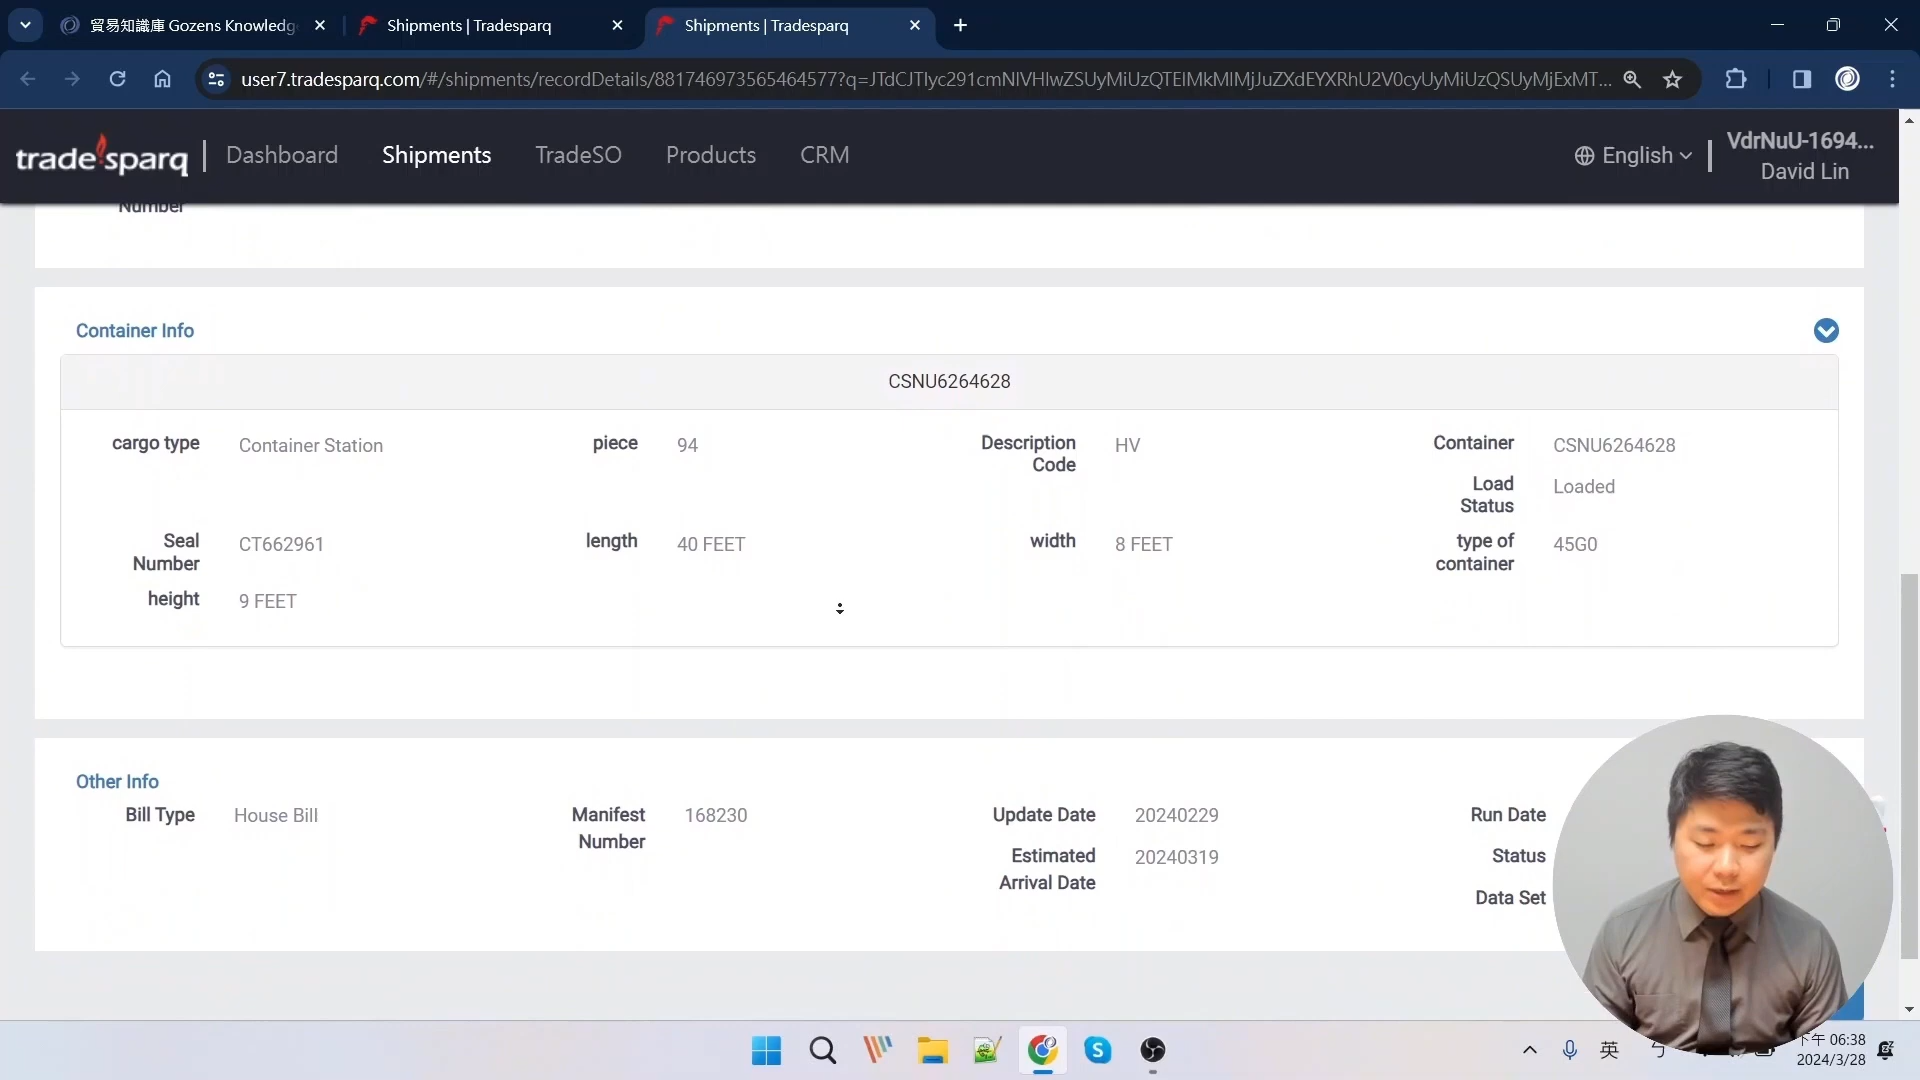 貿易知識庫 Gozens Knowledg
Shipments | Tradesparq
Shipments | Tradesparq
user7.tradesparq.com/#/shipments/recordDetails/881746973565464577?q=JTdCJTIyc291cmNlVHlwZSUyMiUzQTElMkMlMjJuZXdEYXRhU2V0cyUyMiUzQSUyMjExMT...
tradesparq
Dashboard
Shipments
TradeSO
Products
CRM
English
VdrNuU-1694...
David Lin
Number
Container Info
CSNU6264628
cargo type Container Station piece 94 Description Code HV Container CSNU6264628
Load Status Loaded
Seal Number CT662961 length 40 FEET width 8 FEET type of container 45G0
height 9 FEET
Other Info
Bill Type House Bill Manifest Number 168230 Update Date 20240229 Run Date
Estimated Arrival Date 20240319 Status
Data Set
英
下午 06:38
2024/3/28